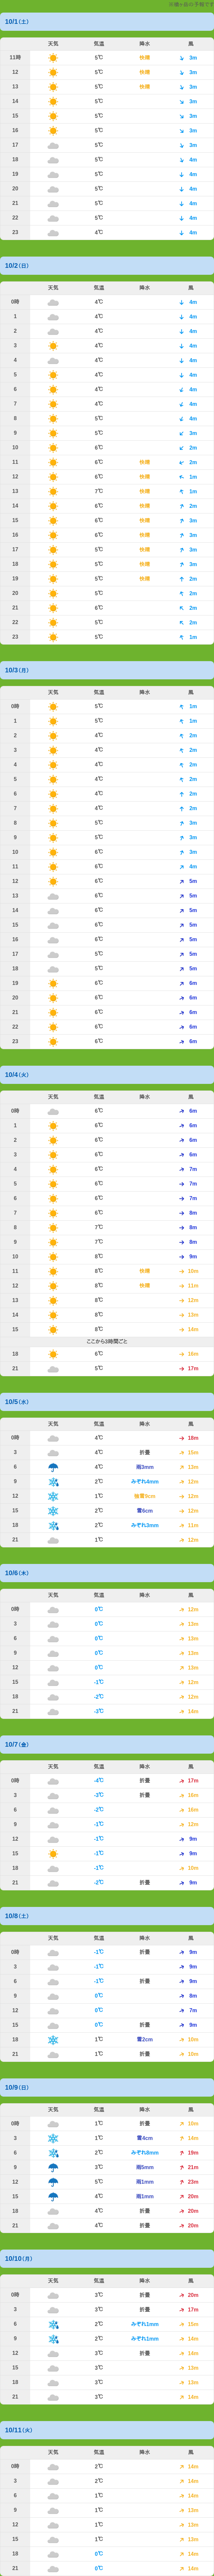 10/1(土)
天気 気温 降水 風
11時 5℃ 快晴 3m
12 5℃ 快晴 3m
13 5℃ 快晴 3m
14 5℃ 3m
15 5℃ 3m
16 5℃ 3m
17 5℃ 3m
18 5℃ 4m
19 5℃ 4m
20 5℃ 4m
21 5℃ 4m
22 5℃ 4m
23 4℃ 4m
10/2(日)
天気 気温 降水 風
0時 4℃ 4m
1 4℃ 4m
2 4℃ 4m
3 4℃ 4m
4 4℃ 4m
5 4℃ 4m
6 4℃ 4m
7 4℃ 4m
8 5℃ 4m
9 5℃ 3m
10 6℃ 2m
11 6℃ 快晴 2m
12 6℃ 快晴 1m
13 7℃ 快晴 1m
14 6℃ 快晴 2m
15 6℃ 快晴 3m
16 6℃ 快晴 3m
17 5℃ 快晴 3m
18 5℃ 快晴 3m
19 5℃ 快晴 2m
20 5℃ 2m
21 6℃ 2m
22 5℃ 2m
23 5℃ 1m
10/3(月)
天気 気温 降水 風
0時 5℃ 1m
1 5℃ 1m
2 4℃ 2m
3 4℃ 2m
4 4℃ 2m
5 4℃ 2m
6 4℃ 2m
7 4℃ 2m
8 5℃ 3m
9 5℃ 3m
10 6℃ 3m
11 6℃ 4m
12 6℃ 5m
13 6℃ 5m
14 6℃ 5m
15 6℃ 5m
16 6℃ 5m
17 5℃ 5m
18 5℃ 5m
19 6℃ 6m
20 6℃ 6m
21 6℃ 6m
22 6℃ 6m
23 6℃ 6m
10/4(火)
天気 気温 降水 風
0時 6℃ 6m
1 6℃ 6m
2 6℃ 6m
3 6℃ 6m
4 6℃ 7m
5 6℃ 7m
6 6℃ 7m
7 6℃ 8m
8 7℃ 8m
9 7℃ 8m
10 8℃ 9m
11 8℃ 快晴 10m
12 8℃ 快晴 11m
13 8℃ 12m
14 8℃ 13m
15 8℃ 14m
ここから3時間ごと
18 6℃ 16m
21 5℃ 17m
10/5(水)
天気 気温 降水 風
0時 4℃ 18m
3 4℃ 折曇 15m
6 4℃ 雨3mm 13m
9 2℃ みぞれ4mm 12m
12 1℃ 12m
15 2℃ 雪6cm 12m
18 2℃ みぞれ3mm 11m
21 1℃ 12m
10/6(木)
天気 気温 降水 風
0時 0℃ 12m
3 0℃ 13m
6 0℃ 13m
9 0℃ 13m
12 0℃ 13m
15 -1℃ 12m
18 -2℃ 13m
21 -3℃ 14m
10/7(金)
天気 気温 降水 風
0時 -4℃ 折曇 17m
3 -3℃ 折曇 16m
6 -2℃ 16m
9 -1℃ 12m
12 -1℃ 9m
15 -1℃ 9m
18 -1℃ 10m
21 -2℃ 折曇 9m
10/8(土)
天気 気温 降水 風
0時 -1℃ 折曇 9m
3 -1℃ 9m
6 -1℃ 折曇 9m
9 0℃ 8m
12 0℃ 7m
15 0℃ 折曇 9m
18 1℃ 雪2cm 10m
21 1℃ 折曇 16m
10/9(日)
天気 気温 降水 風
0時 1℃ 折曇 16m
3 1℃ 雪4cm 14m
6 2℃ みぞれ8mm 19m
9 3℃ 雨5mm 21m
12 5℃ 雨1mm 23m
15 4℃ 雨1mm 20m
18 4℃ 折曇 20m
21 4℃ 折曇 20m
10/10(月)
天気 気温 降水 風
0時 3℃ 折曇 20m
3 3℃ 折曇 17m
6 2℃ みぞれ1mm 15m
9 2℃ みぞれ1mm 14m
12 3℃ 折曇 14m
15 3℃ 13m
18 3℃ 13m
21 3℃ 14m
10/11(火)
天気 気温 降水 風
0時 2℃ 14m
3 2℃ 14m
6 1℃ 14m
9 1℃ 13m
12 1℃ 13m
15 1℃ 13m
18 0℃ 14m
21 0℃ 14m